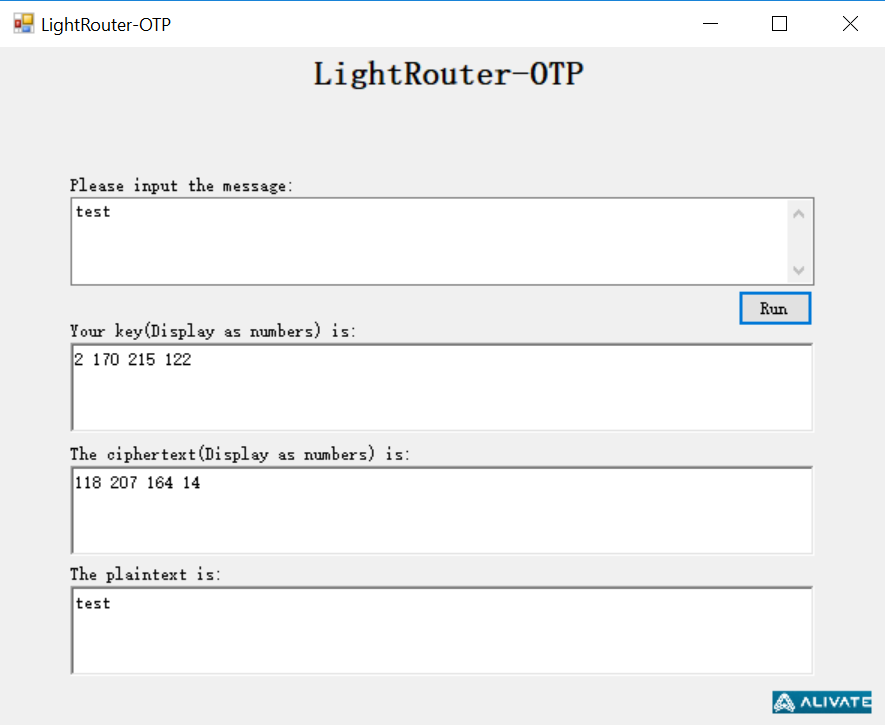 LightRouter-OTP
LightRouter-OTP
Please input the message:
test
Run
Your key(Display as numbers) is:
2 170 215 122
The ciphertext(Display as numbers) is:
118 207 164 14
The plaintext is:
test
ALIVATE